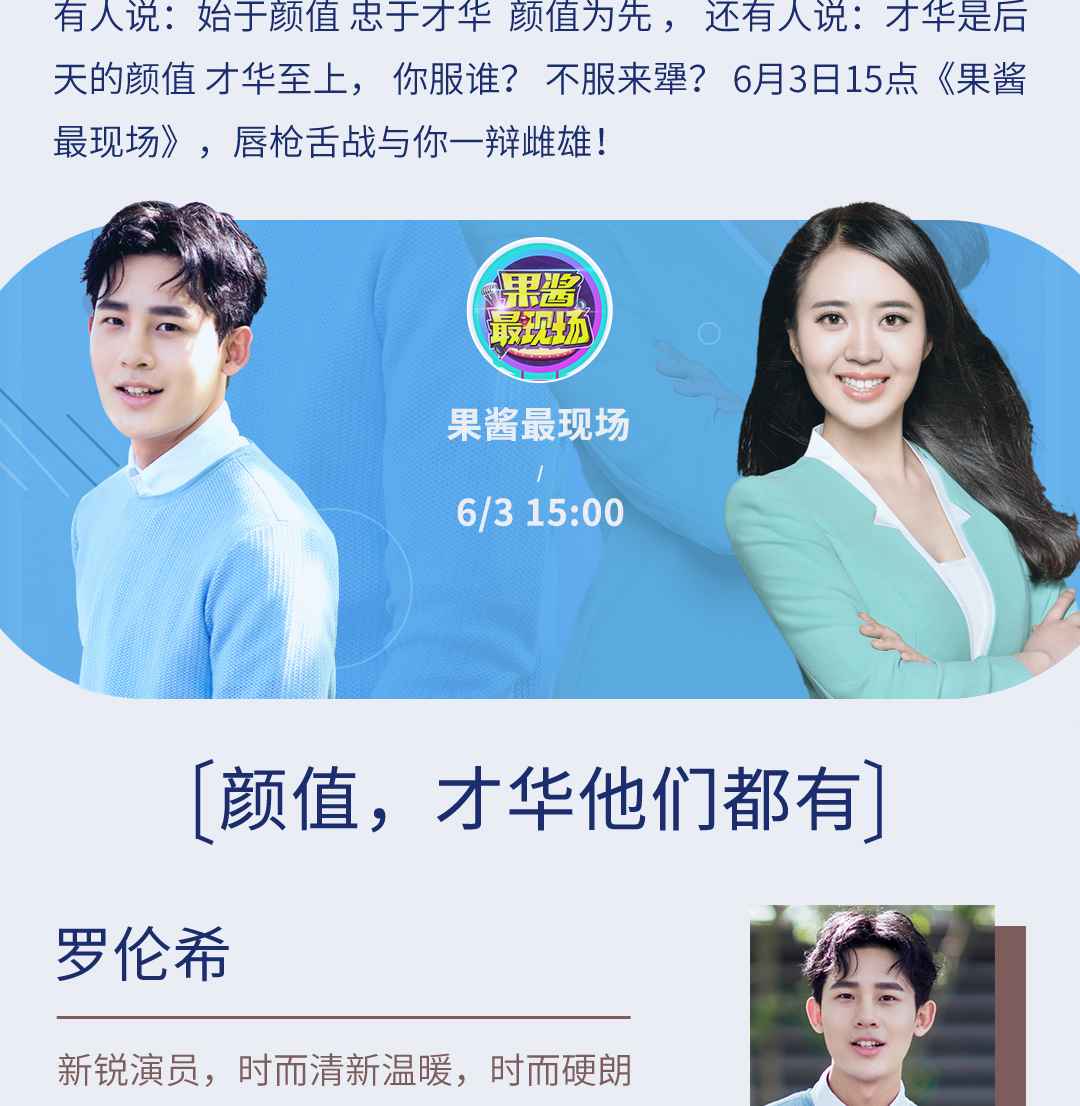 有人说：始于颜值 忠于才华 颜值为先， 还有人说：才华是后
天的颜值 才华至上， 你服谁？ 不服来犟？ 6月3日15点《果酱
最现场》，唇枪舌战与你一辩雌雄！
果酱
最现场
果酱最现场
/
6/3 15:00
[颜值，才华他们都有]
罗伦希
新锐演员，时而清新温暖，时而硬朗